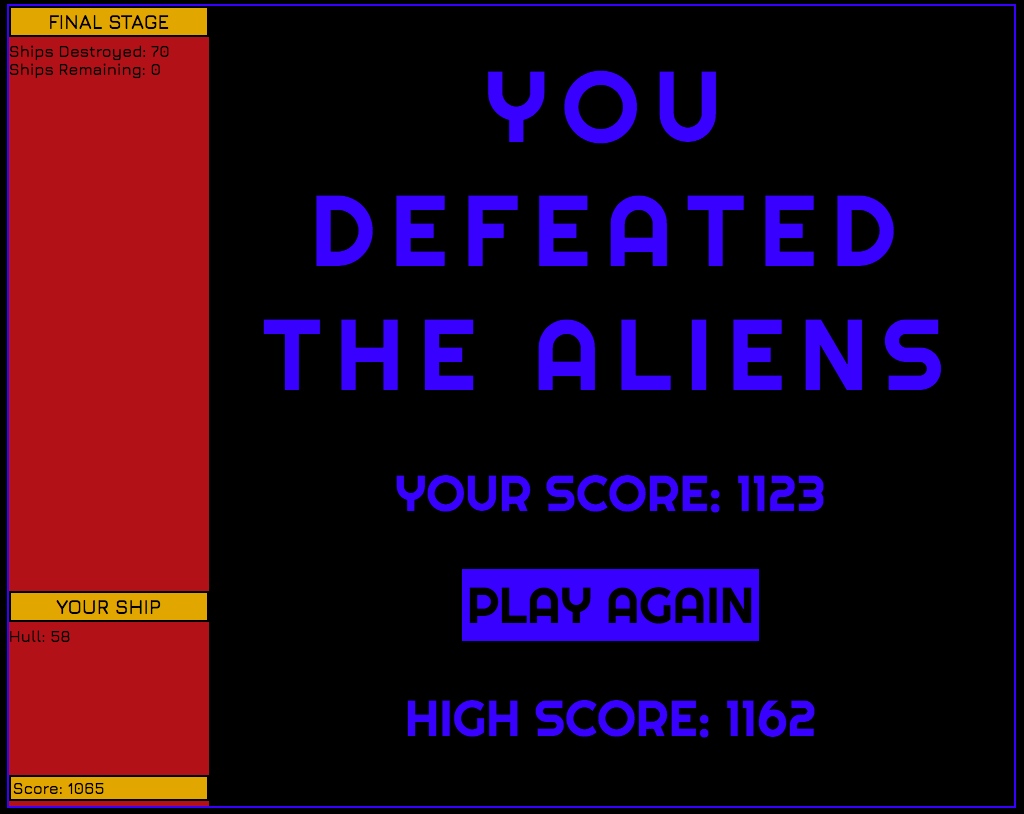 FINAL STAGE
Ships Destroyed: 70
Ships Remaining: 0
YOU
DEFEATED
THE ALIENS
YOUR SCORE: 1123
PLAY AGAIN
HIGH SCORE: 1162
YOUR SHIP
Hull: 58
Score: 1065